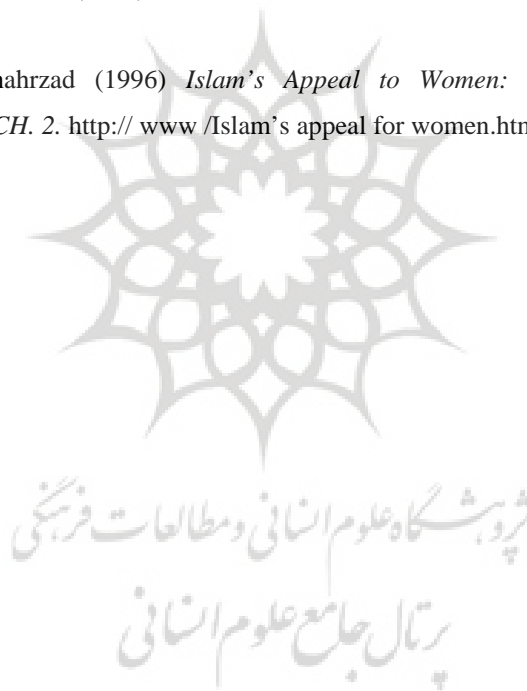 (1996) Islam's Appeal to Women:
CH. 2. http:// www /Islam's appeal for women.htm
پژوهشگاه علوم انسانی و مطالعات فرهنگی
پرتال جامع علوم انسانی